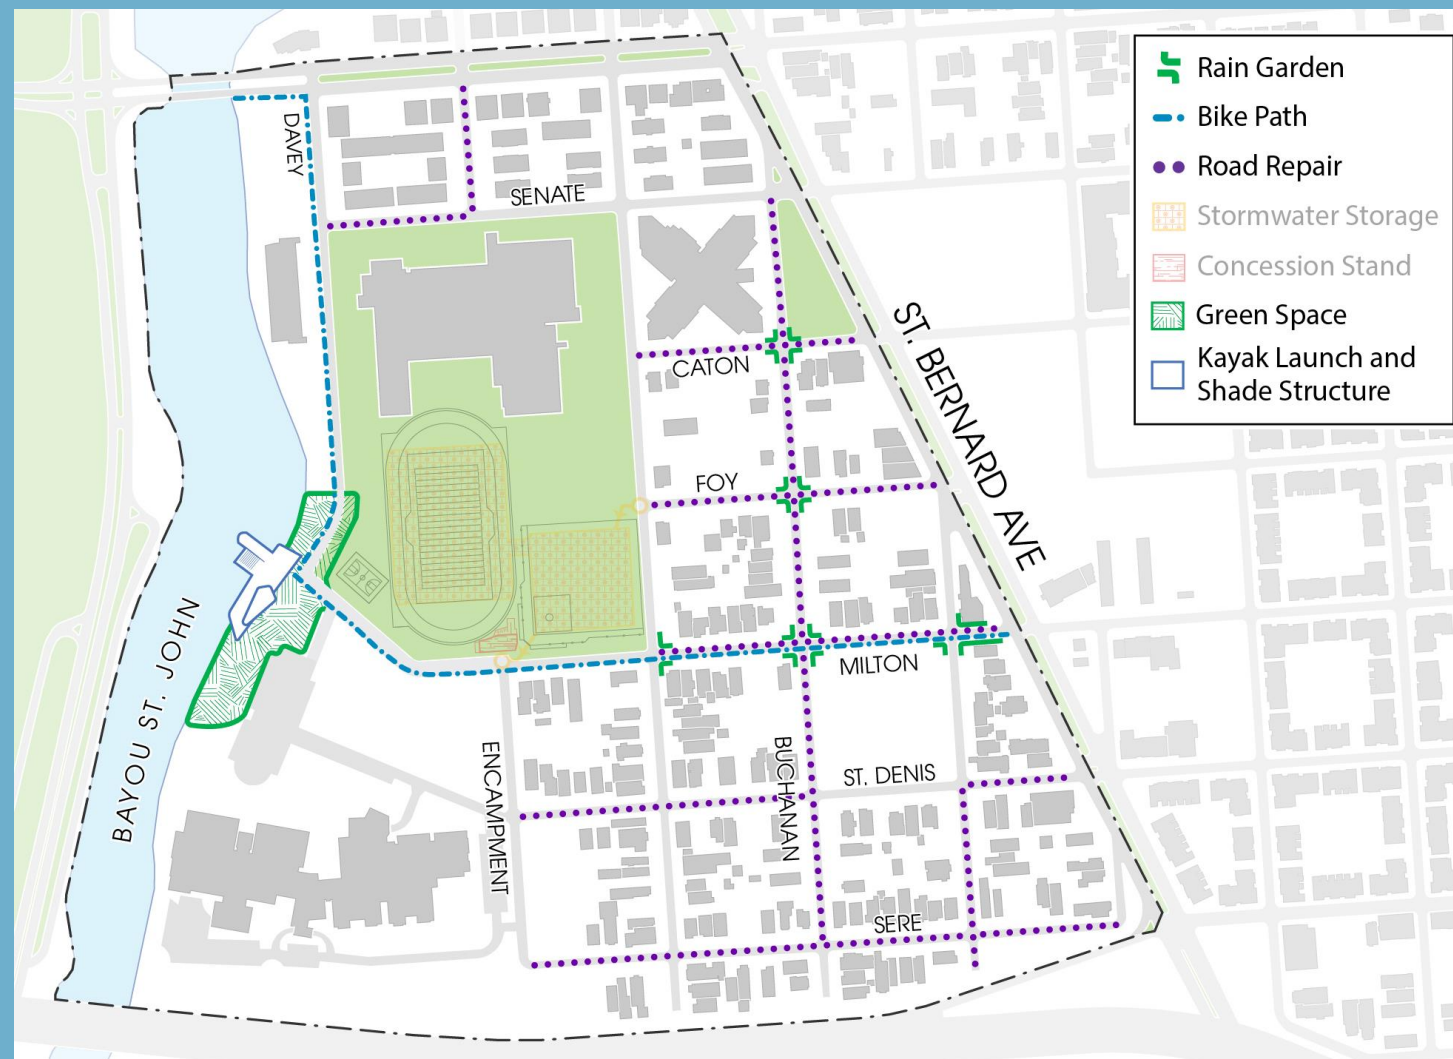 Rain Garden
Bike Path
Road Repair
Stormwater Storage
Concession Stand
Green Space
Kayak Launch and
Shade Structure
DAVEY
SENATE
CATON
ST. BERNARD AVE
FOY
BAYOU ST. JOHN
MILTON
ENCAMPMENT
BUCHANAN
ST. DENIS
SERE